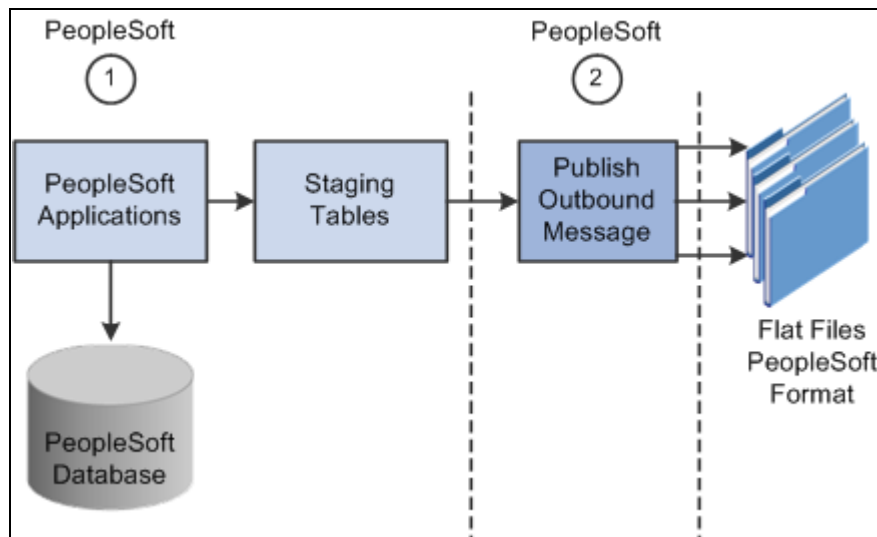 PeopleSoft
1
PeopleSoft
2
PeopleSoft
Applications
Staging
Tables
Publish
Outbound
Message
Flat Files
PeopleSoft
Format
PeopleSoft
Database